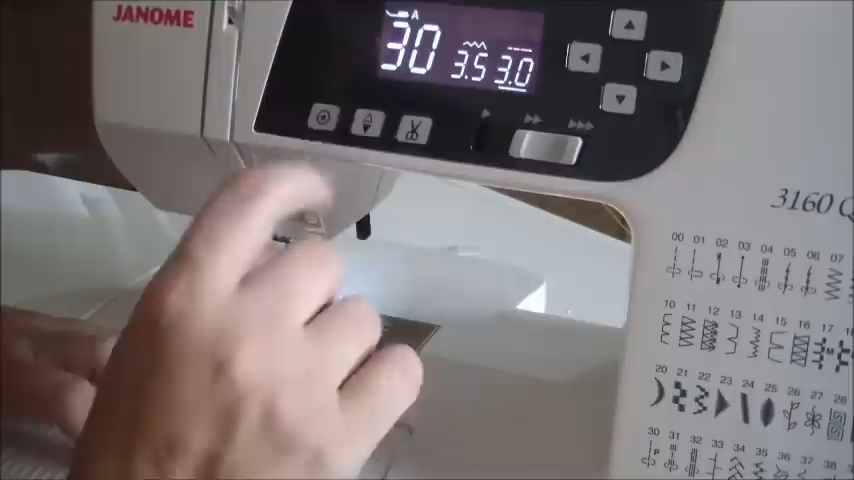 JANOME
A
30 3.5 3.0
3160 Q
00 01 02 03 04 05 06 07
10 11 12 13 14 15 16 17 18
M
20 21 22 23 24 25 26 27 28
30 31 32 33 34 35 36 37 38
P